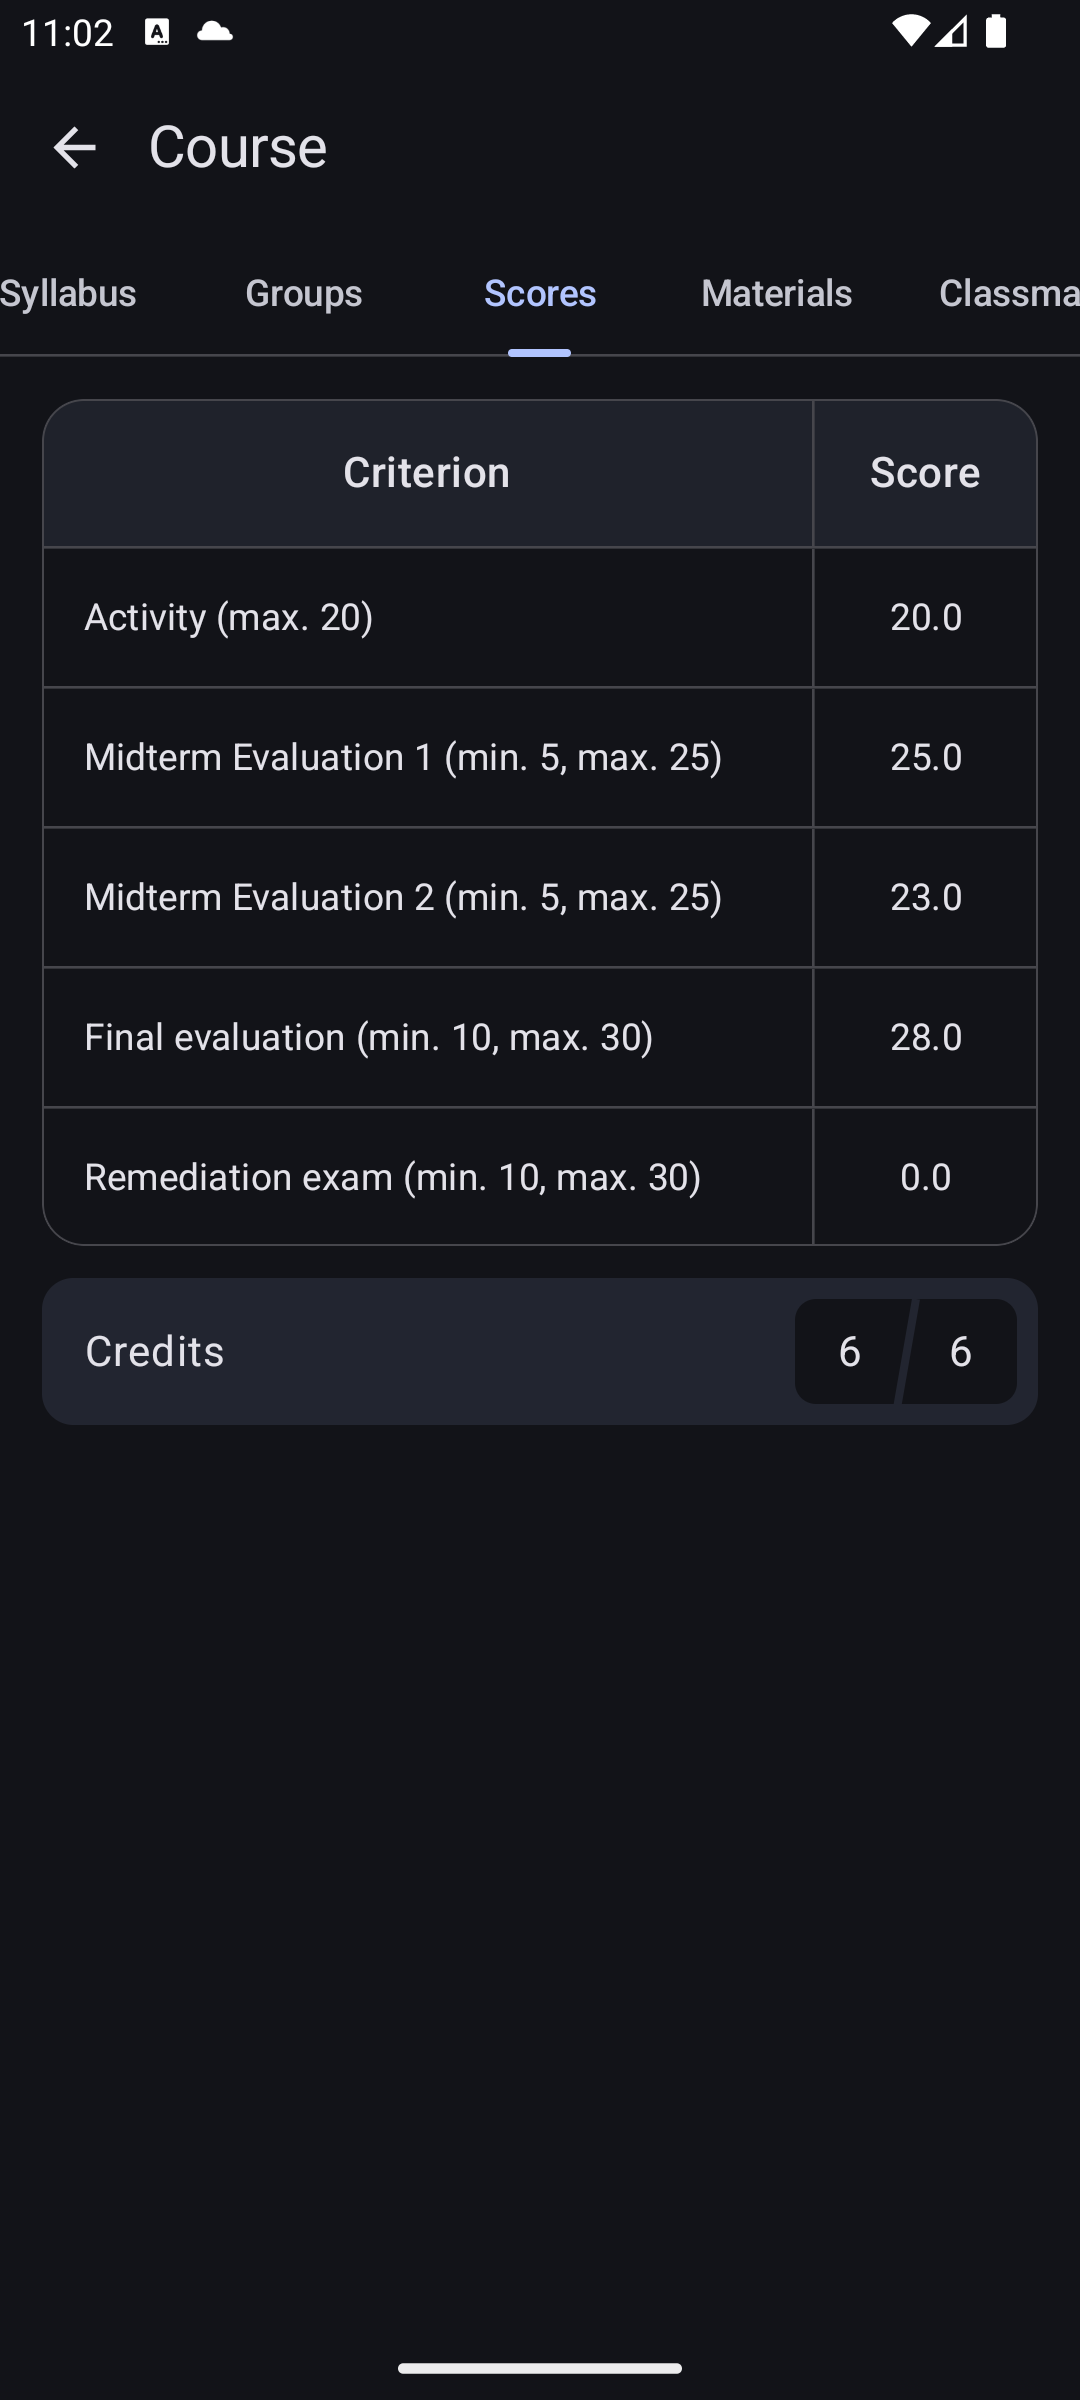 11:02
Course
Syllabus Groups Scores Materials Classma
Criterion Score
Activity (max. 20) 20.0
Midterm Evaluation 1 (min. 5, max. 25) 25.0
Midterm Evaluation 2 (min. 5, max. 25) 23.0
Final evaluation (min. 10, max. 30) 28.0
Remediation exam (min. 10, max. 30) 0.0
Credits 6 6